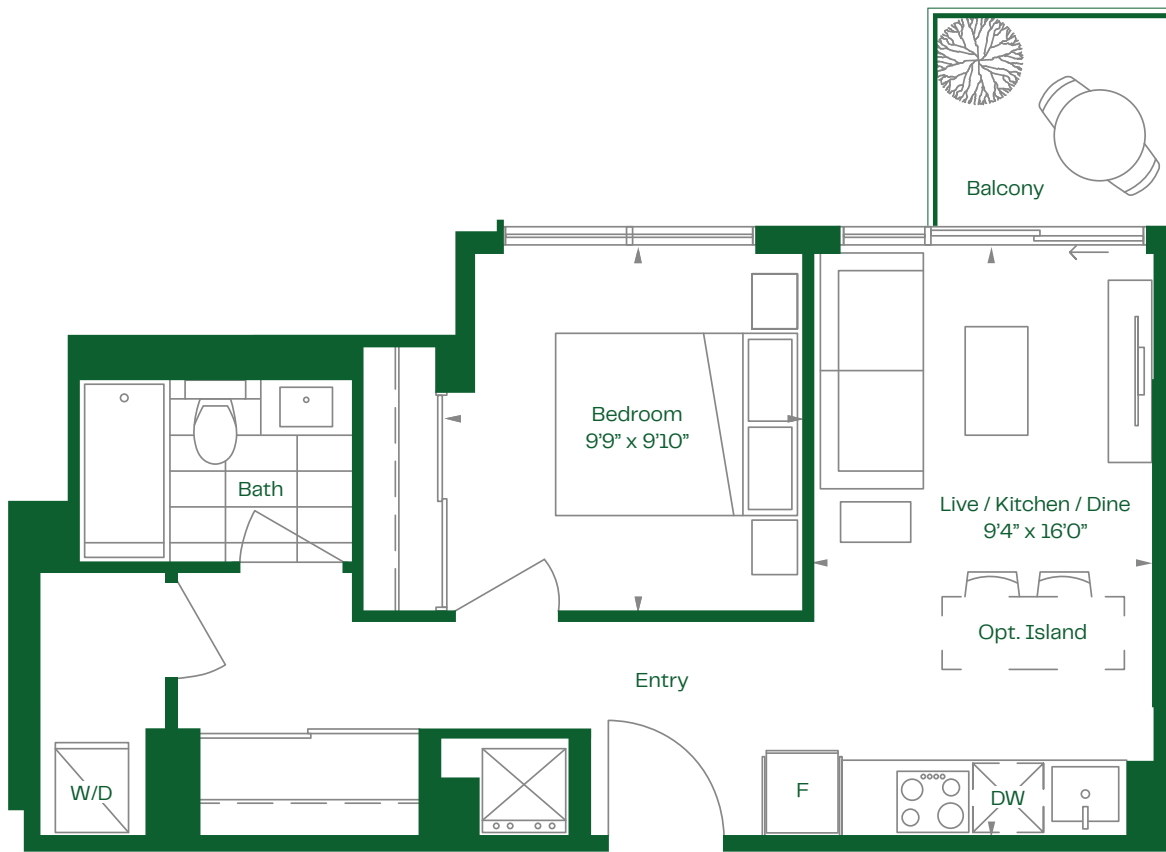 Balcony
Bedroom
9'9" x 9'10"
Bath
Live / Kitchen / Dine
9'4" x 16'0"
Opt. Island
Entry
W/D
F
DW